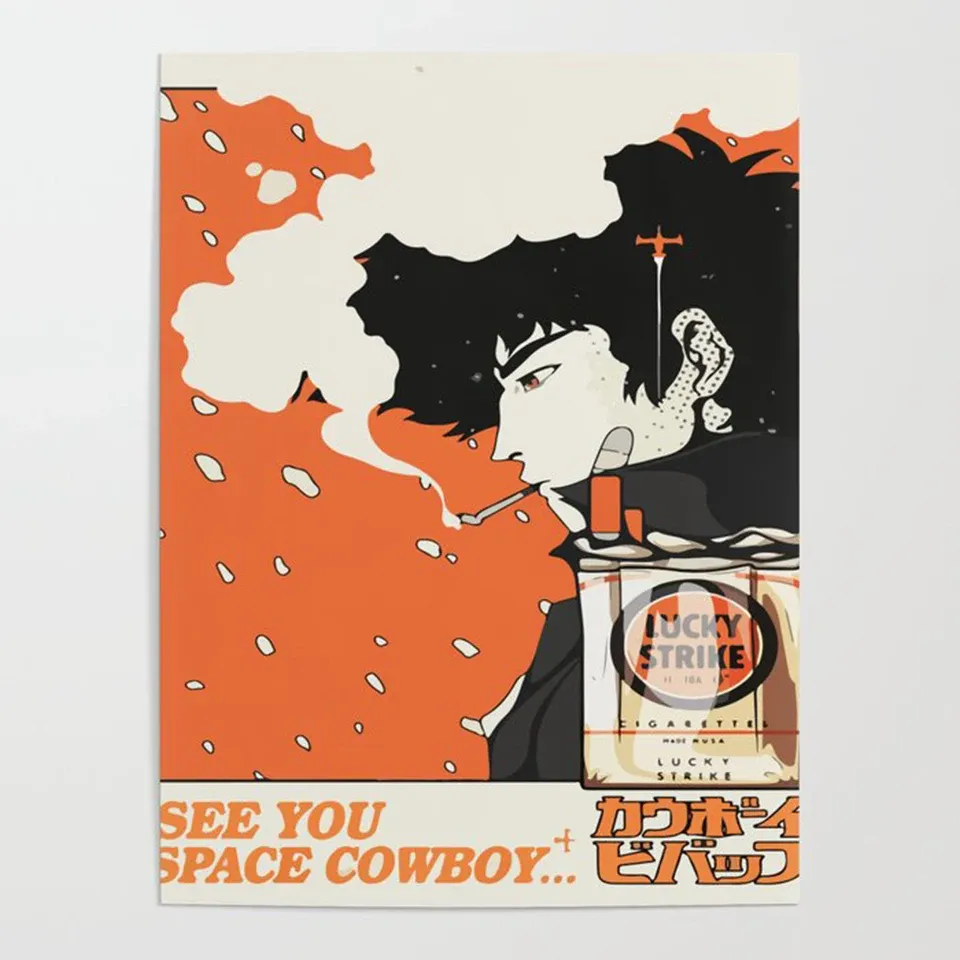 LUCKY
STRIKE
CIGARETTES
LUCKY
STRIKE
SEE YOU
SPACE COWBOY...
カウボーイ
ビバップ